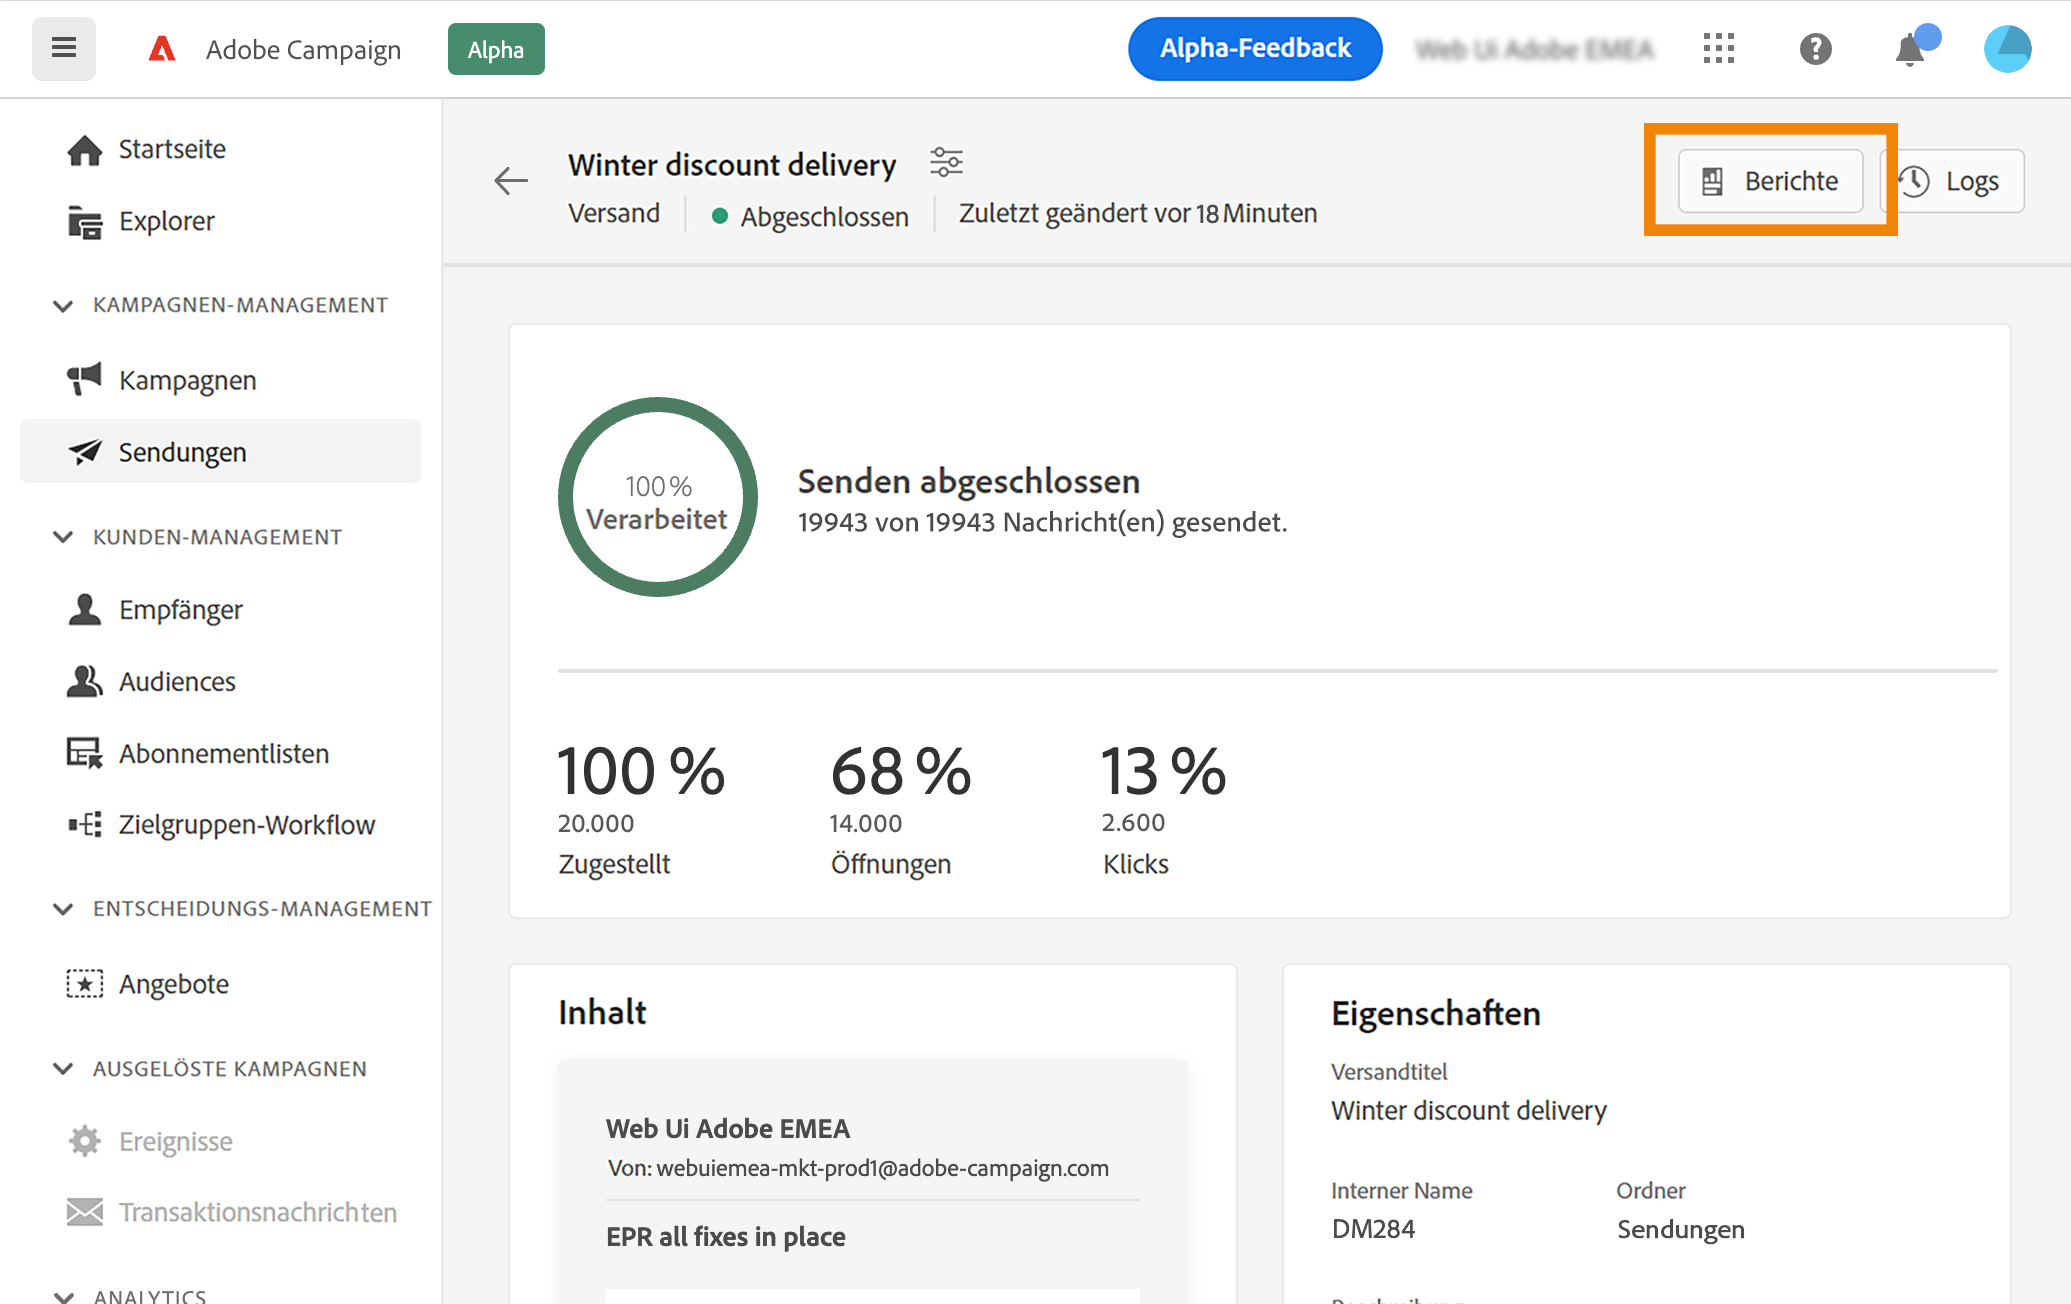 Adobe Campaign
Alpha
Alpha-Feedback
Web Ui Adobe EMEA
Startseite
Explorer
KAMPAGNEN-MANAGEMENT
Kampagnen
Sendungen
KUNDEN-MANAGEMENT
Empfänger
Audiences
Abonnementlisten
Zielgruppen-Workflow
ENTSCHEIDUNGS-MANAGEMENT
Angebote
AUSGELÖSTE KAMPAGNEN
Ereignisse
Transaktionsnachrichten
ANALYTICS
Winter discount delivery
Versand
Abgeschlossen
Zuletzt geändert vor 18 Minuten
Berichte
Logs
100 %
Verarbeitet
Senden abgeschlossen
19943 von 19943 Nachricht(en) gesendet.
100 %
20.000
Zugestellt
68 %
14.000
Öffnungen
13 %
2.600
Klicks
Inhalt
Web Ui Adobe EMEA
Von: webuiemea-mkt-prod1@adobe-campaign.com
EPR all fixes in place
Eigenschaften
Versandtitel
Winter discount delivery
Interner Name
DM284
Ordner
Sendungen